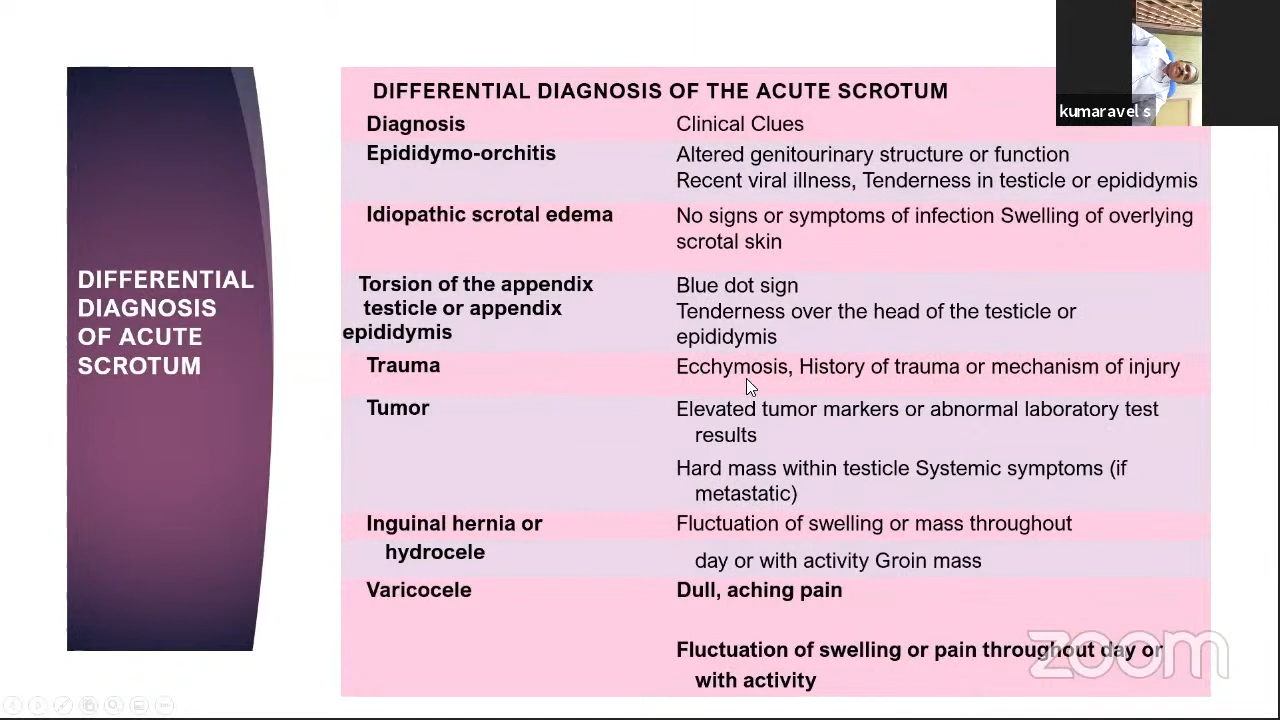 DIFFERENTIAL
DIAGNOSIS
OF ACUTE
SCROTUM
DIFFERENTIAL DIAGNOSIS OF THE ACUTE SCROTUM
Diagnosis
Clinical Clues
Epididymo-orchitis
Altered genitourinary structure or function
Recent viral illness, Tenderness in testicle or epididymis
Idiopathic scrotal edema
No signs or symptoms of infection Swelling of overlying
scrotal skin
Torsion of the appendix
testicle or appendix
epididymis
Blue dot sign
Tenderness over the head of the testicle or
epididymis
Trauma
Ecchymosis, History of trauma or mechanism of injury
Tumor
Elevated tumor markers or abnormal laboratory test
results
Hard mass within testicle Systemic symptoms (if
metastatic)
Inguinal hernia or
hydrocele
Fluctuation of swelling or mass throughout
day or with activity Groin mass
Varicocele
Dull, aching pain
Fluctuation of swelling or pain throughout day or
with activity
kumaravel s
zoom